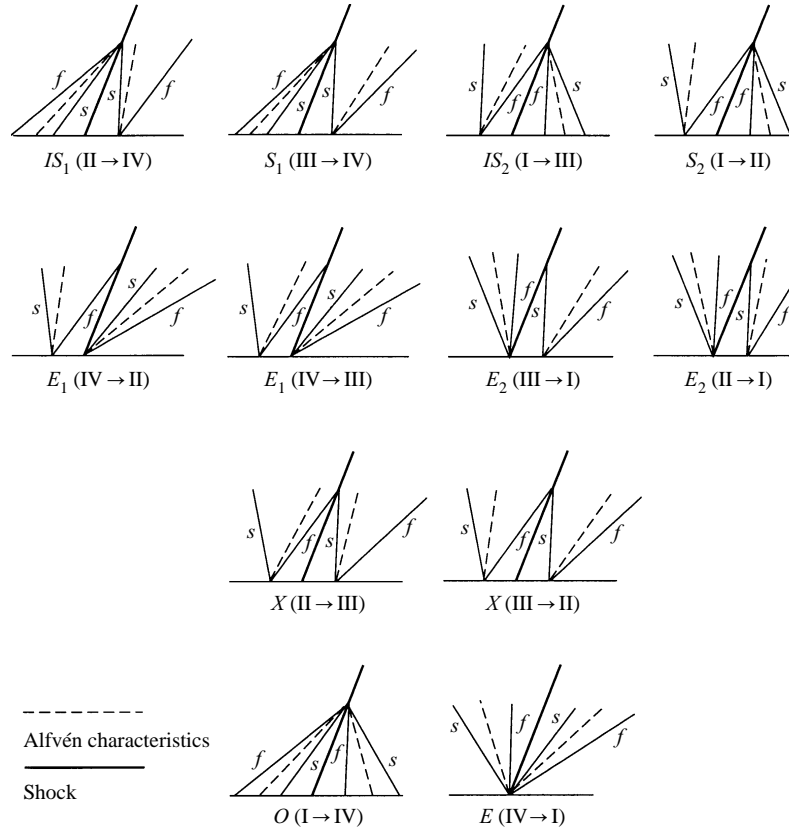 f
s
s
f
IS₁ (II → IV)
f
s
s
f
S₁ (III → IV)
s
f
f
s
IS₂ (I → III)
s
f
f
s
S₂ (I → II)
s
f
s
f
E₁ (IV → II)
s
f
s
f
E₁ (IV → III)
s
f
s
f
E₂ (III → I)
s
f
s
f
E₂ (II → I)
s
f
s
f
X (II → III)
s
f
s
f
X (III → II)
Alfvén characteristics
Shock
f
s
f
s
O (I → IV)
s
f
s
f
E (IV → I)